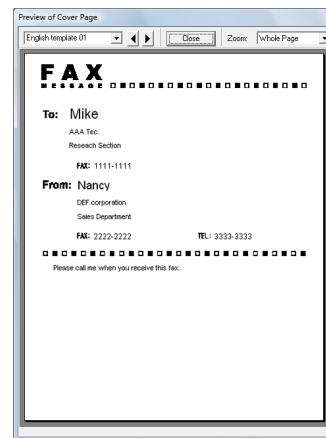 Preview of Cover Page
English template 01 Close Zoom: Whole Page
FAX
MESSAGE
To: Mike
AAA Tec.
Reseach Section
FAX: 1111-1111
From: Nancy
DEF corporation
Sales Department
FAX: 2222-2222 TEL: 3333-3333
Please call me when you receive this fax.